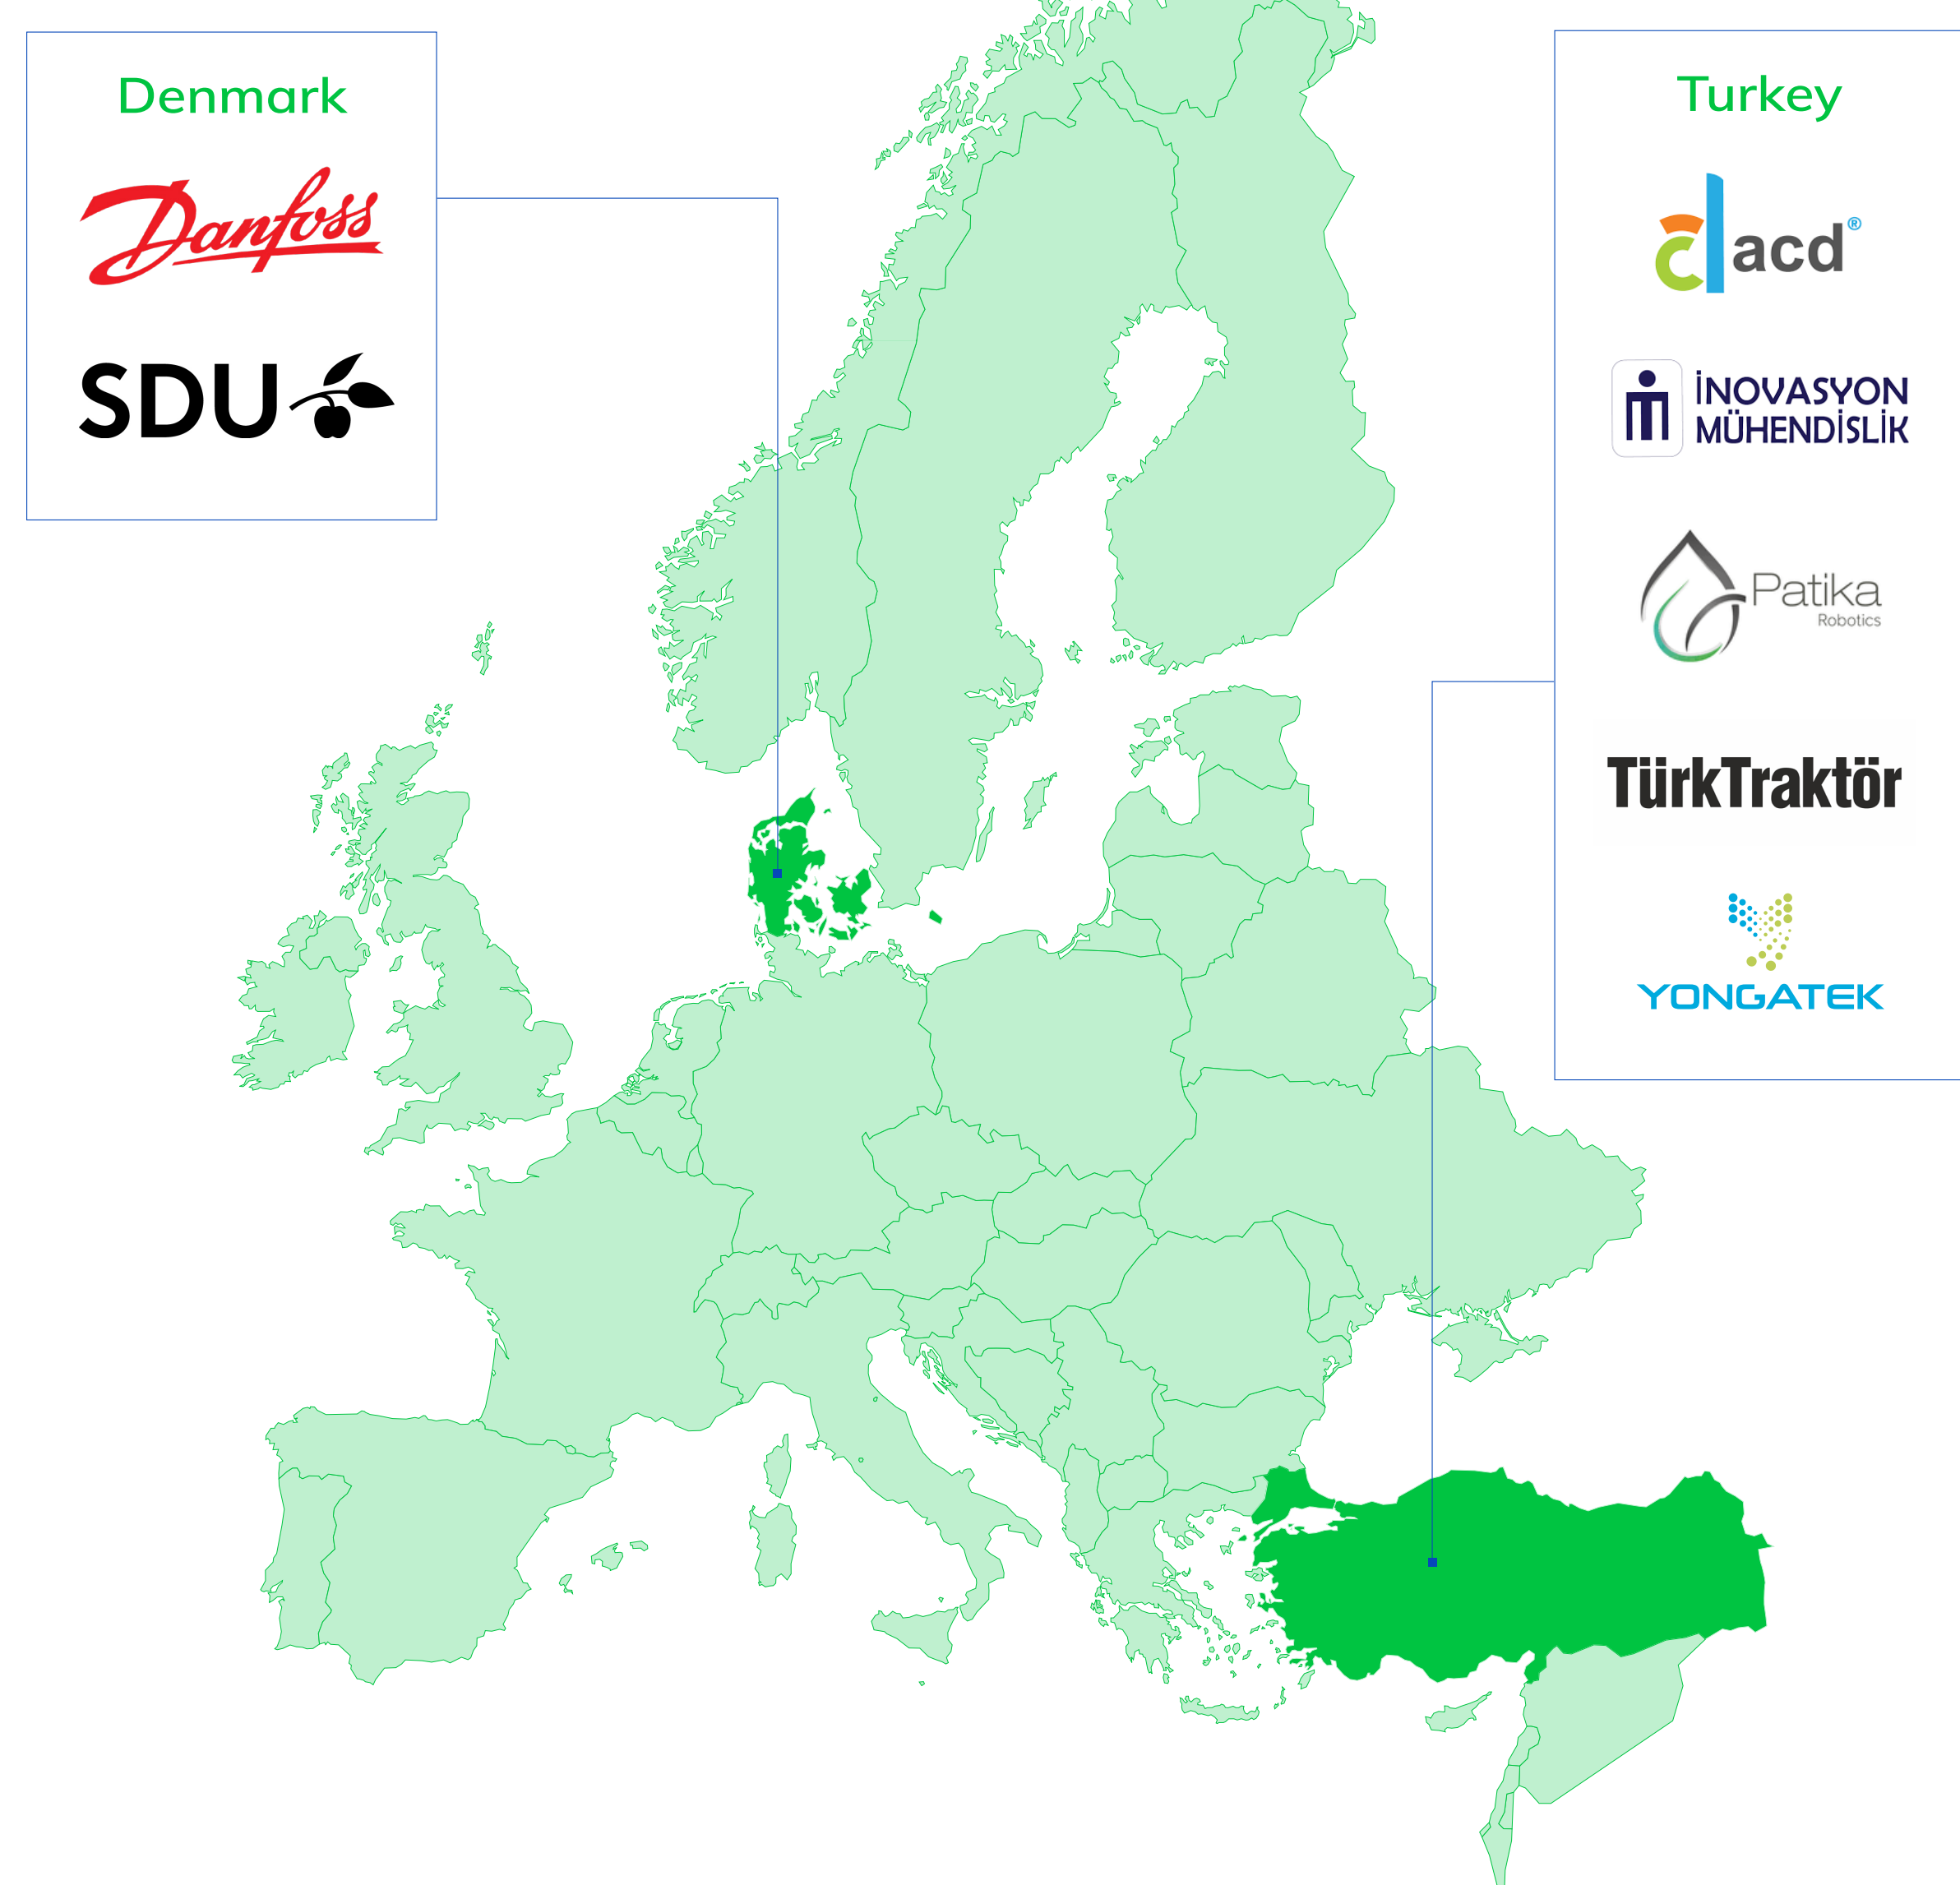 Denmark
Danfoss
SDU
Turkey
acd®
İNOVASYON
MÜHENDİSLİK
Patika
Robotics
TürkTraktör
YONGATEK